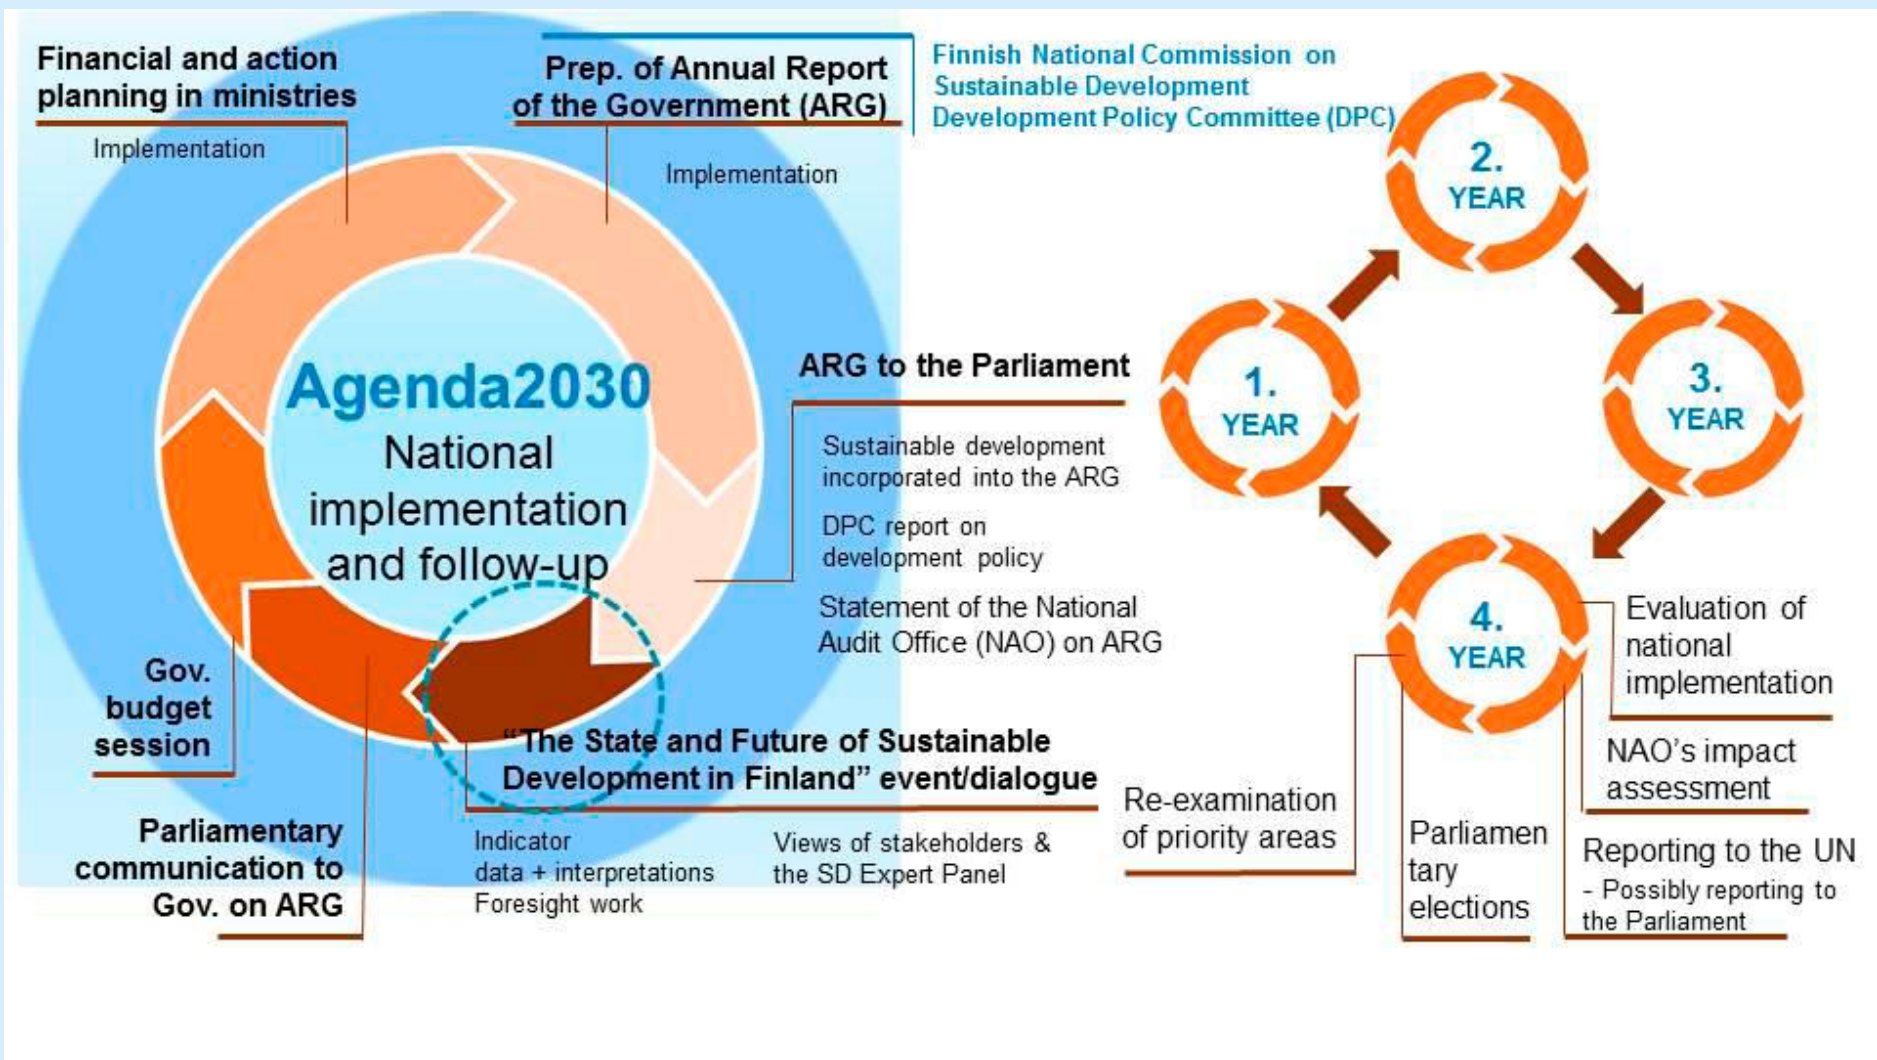 Financial and action
planning in ministries
Implementation
Prep. of Annual Report
of the Government (ARG)
Implementation
Finnish National Commission on
Sustainable Development
Development Policy Committee (DPC)
Agenda2030
National
implementation
and follow-up
ARG to the Parliament
Sustainable development
incorporated into the ARG
DPC report on
development policy
Statement of the National
Audit Office (NAO) on ARG
“The State and Future of Sustainable
Development in Finland” event/dialogue
Indicator
data + interpretations
Foresight work
Views of stakeholders &
the SD Expert Panel
Parliamentary
communication to
Gov. on ARG
Gov.
budget
session
1.
YEAR
2.
YEAR
3.
YEAR
4.
YEAR
Evaluation of
national
implementation
NAO’s impact
assessment
Reporting to the UN
- Possibly reporting to
the Parliament
Parliamen
tary
elections
Re-examination
of priority areas